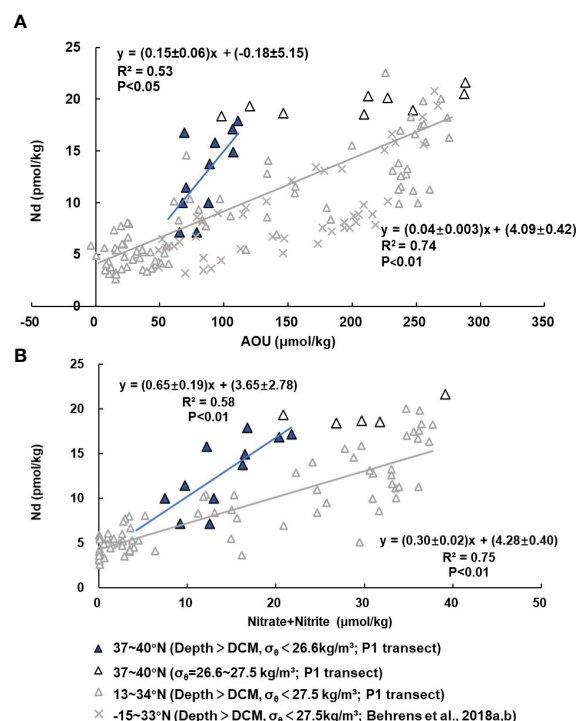 A
y = (0.15±0.06)x + (-0.18±5.15)
R² = 0.53
P<0.05
25
20
15
10
5
0
Nd (pmol/kg)
y = (0.04±0.003)x + (4.09±0.42)
R² = 0.74
P<0.01
-50
0
50
100
150
200
250
300
350
AOU (μmol/kg)
B
y = (0.65±0.19)x + (3.65±2.78)
R² = 0.58
P<0.01
25
20
15
10
5
0
Nd (pmol/kg)
y = (0.30±0.02)x + (4.28±0.40)
R² = 0.75
P<0.01
0
10
20
30
40
50
Nitrate+Nitrite (μmol/kg)
37~40°N (Depth > DCM, σθ < 26.6kg/m³; P1 transect)
37~40°N (σθ=26.6~27.5 kg/m³; P1 transect)
13~34°N (Depth > DCM, σθ < 27.5 kg/m³; P1 transect)
-15~33°N (Depth > DCM, σθ < 27.5kg/m³; Behrens et al., 2018a,b)